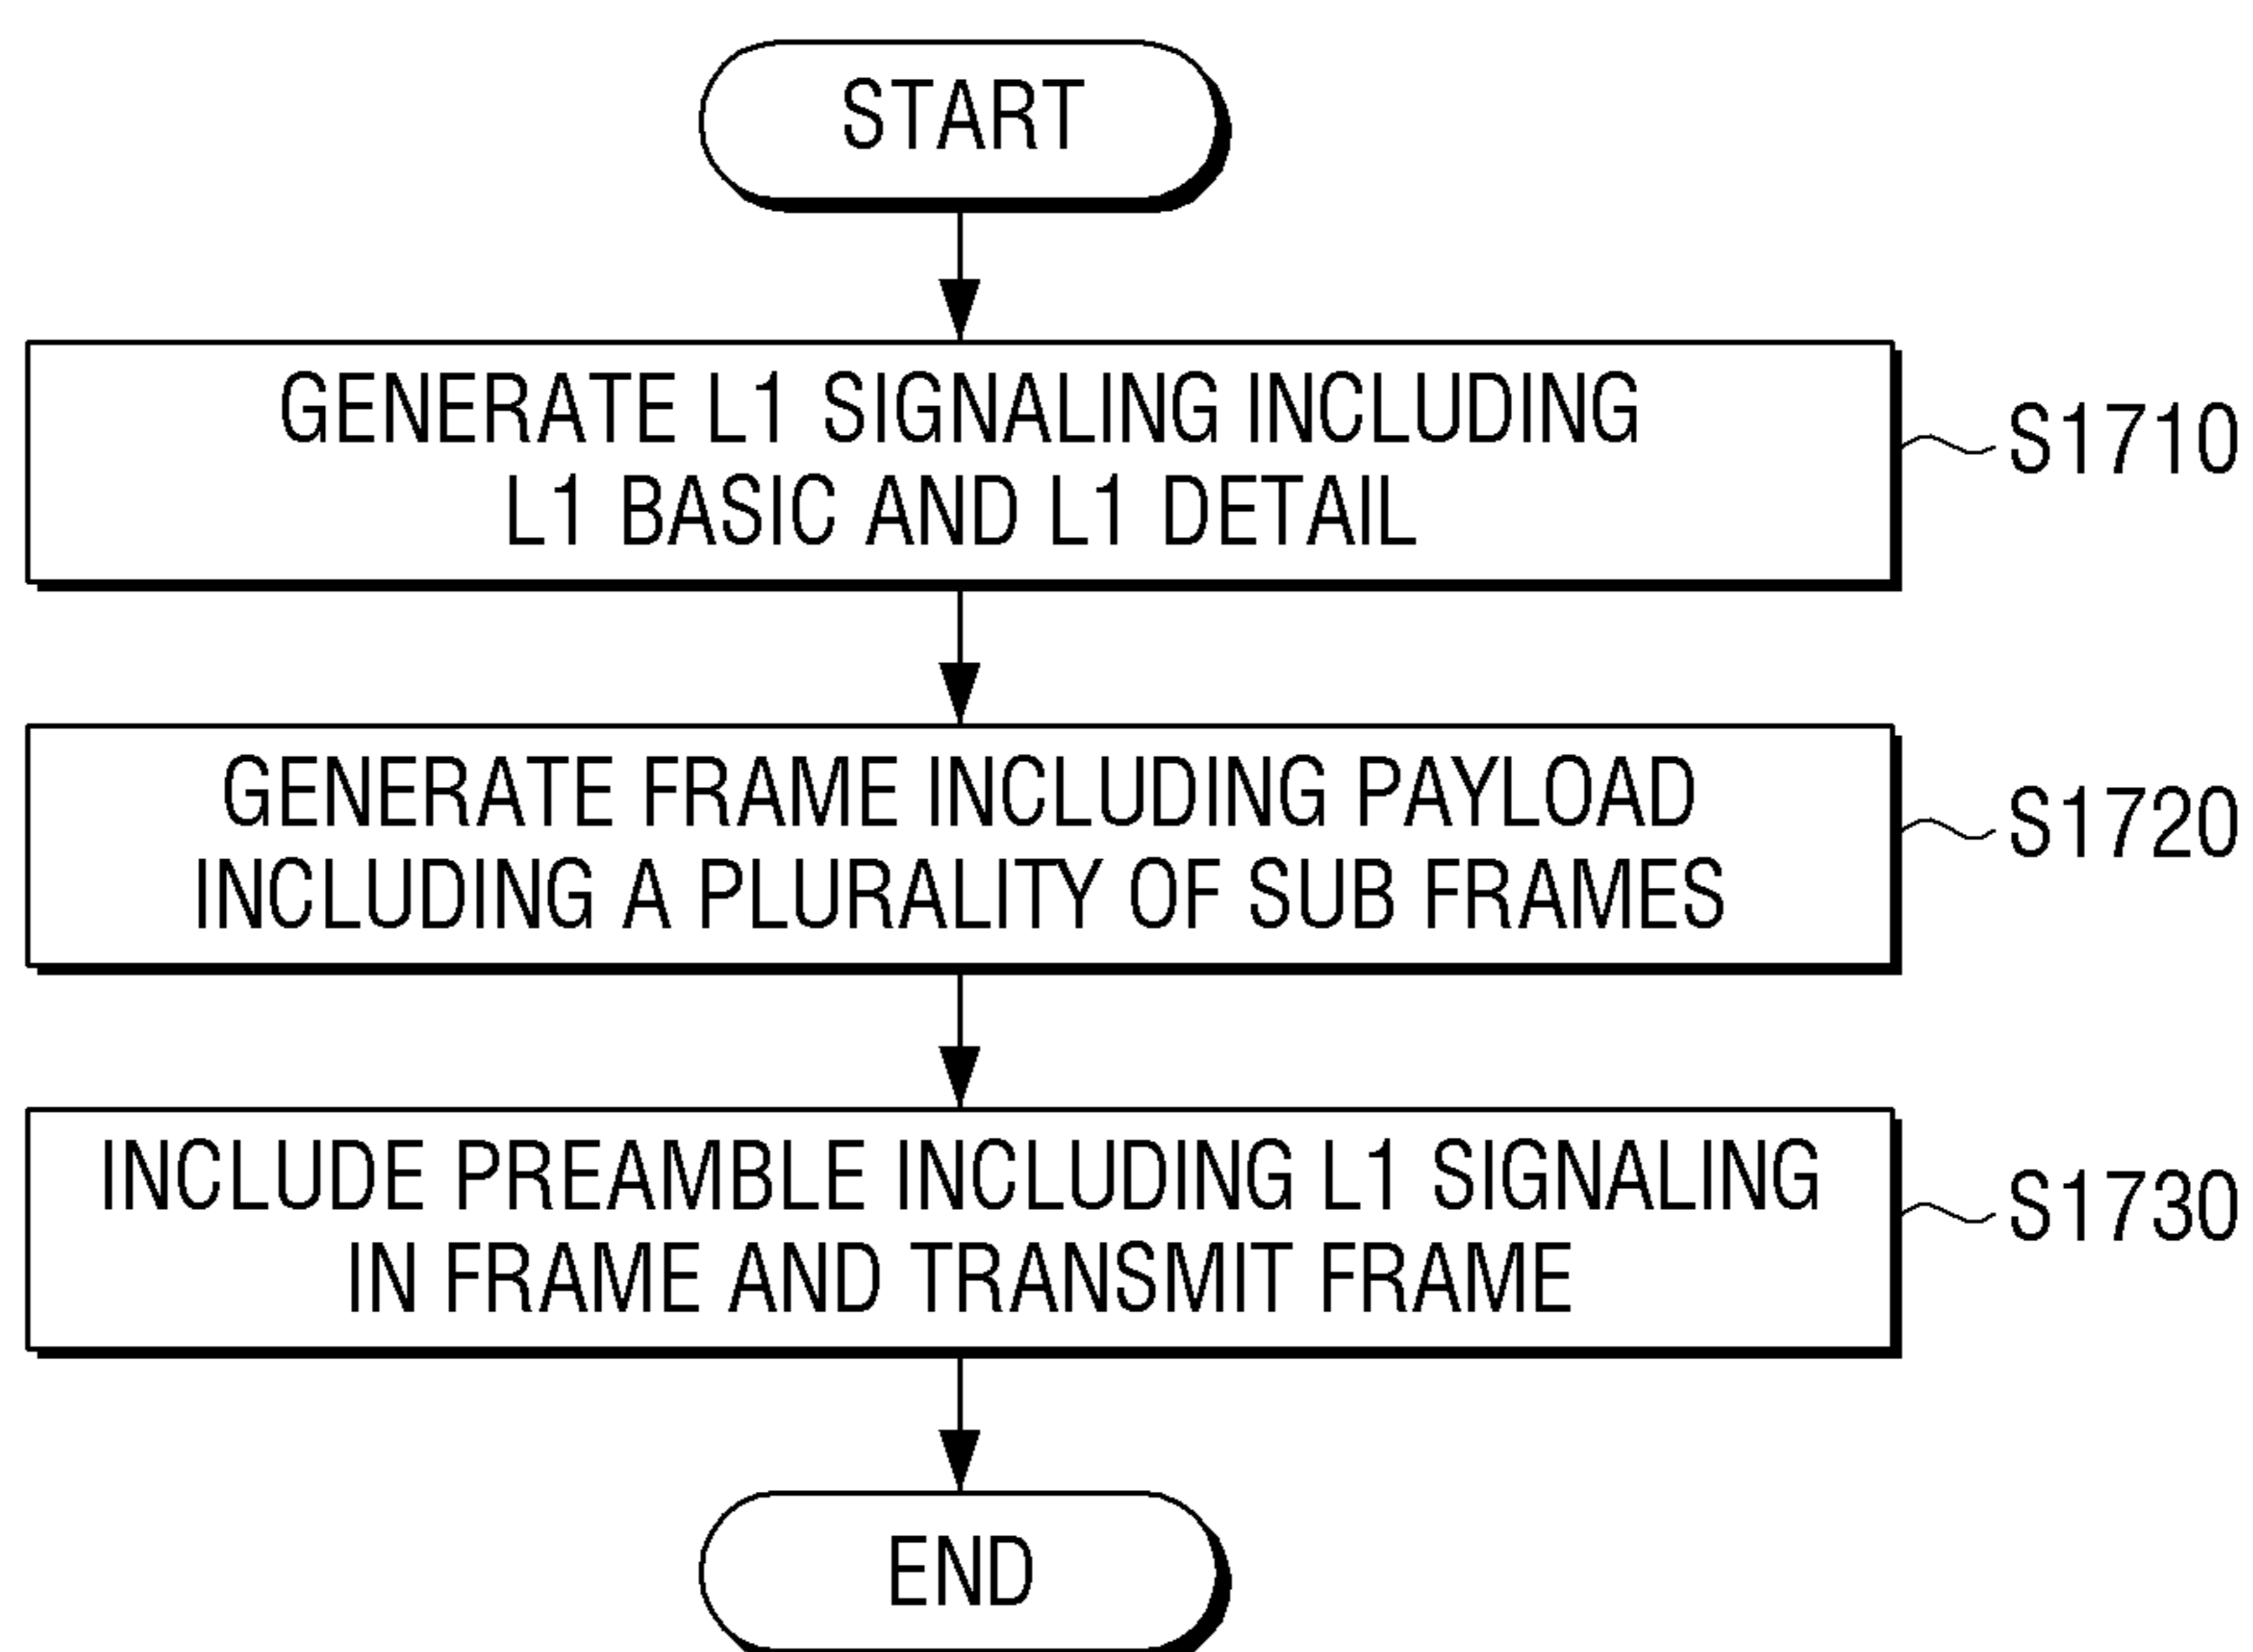 START
GENERATE L1 SIGNALING INCLUDING
L1 BASIC AND L1 DETAIL
S1710
GENERATE FRAME INCLUDING PAYLOAD
INCLUDING A PLURALITY OF SUB FRAMES
S1720
INCLUDE PREAMBLE INCLUDING L1 SIGNALING
IN FRAME AND TRANSMIT FRAME
S1730
END